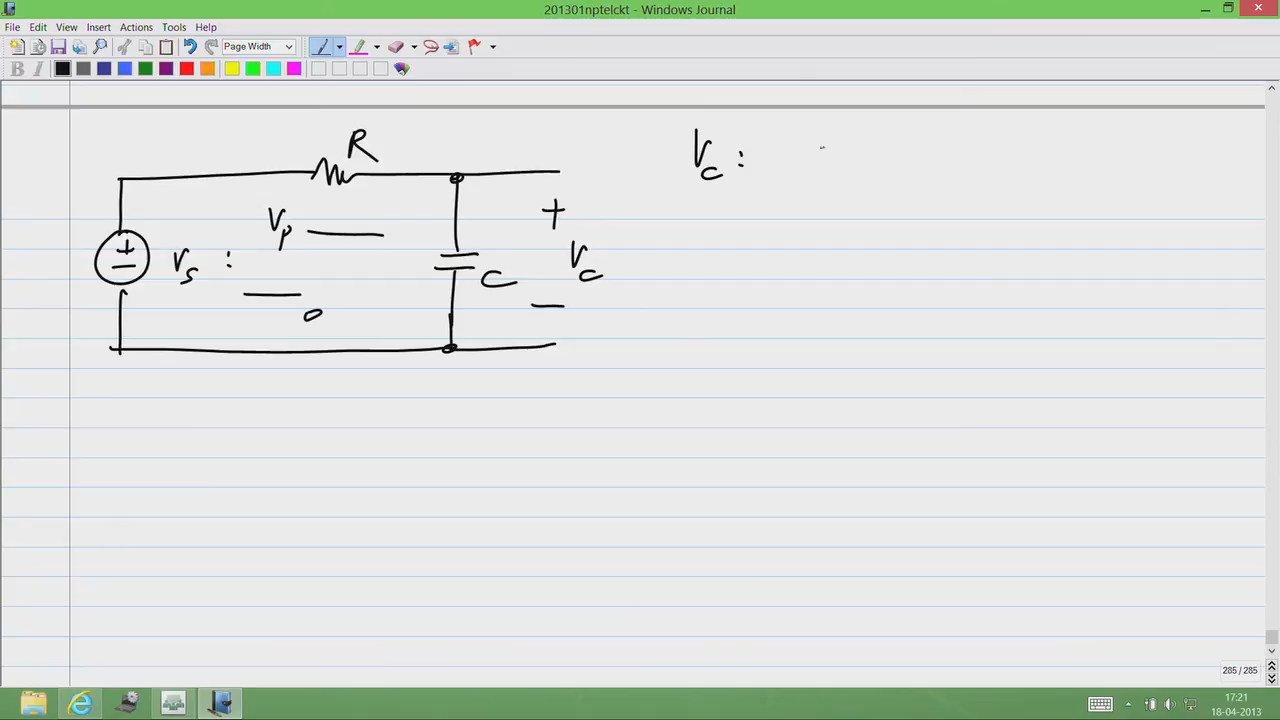 201301nptelckt - Windows Journal
File Edit View Insert Actions Tools Help
Page Width
B I
R
Vc :
Vp
+
+
Vs :
Vc
C
0
285 / 285
17:21
18-04-2013